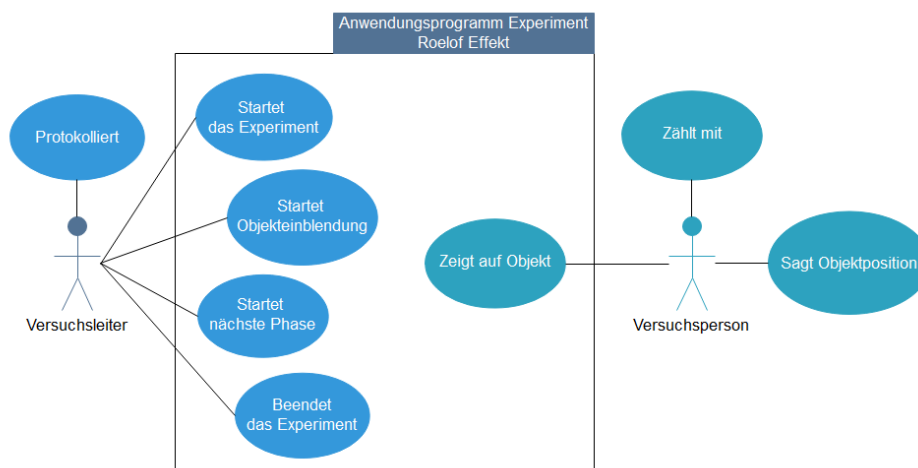 Anwendungsprogramm Experiment
Roelof Effekt
Startet
das Experiment
Protokolliert
Zählt mit
Startet
Objekteinblendung
Zeigt auf Objekt
Sagt Objektposition
Startet
nächste Phase
Versuchsleiter
Versuchsperson
Beendet
das Experiment